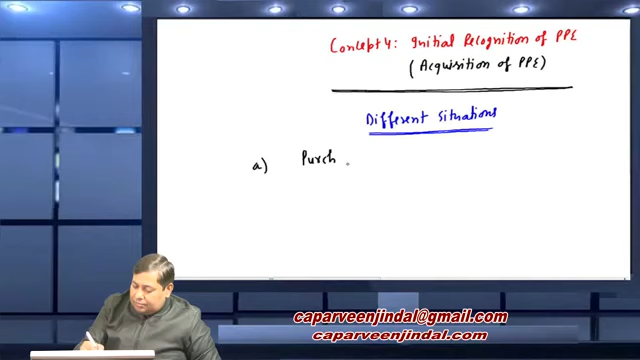 Concept 4: Initial Recognition of PPE
(Acquisition of PPE)
Different Situations
a) Purch
caparveenjindal@gmail.com
caparveenjindal.com